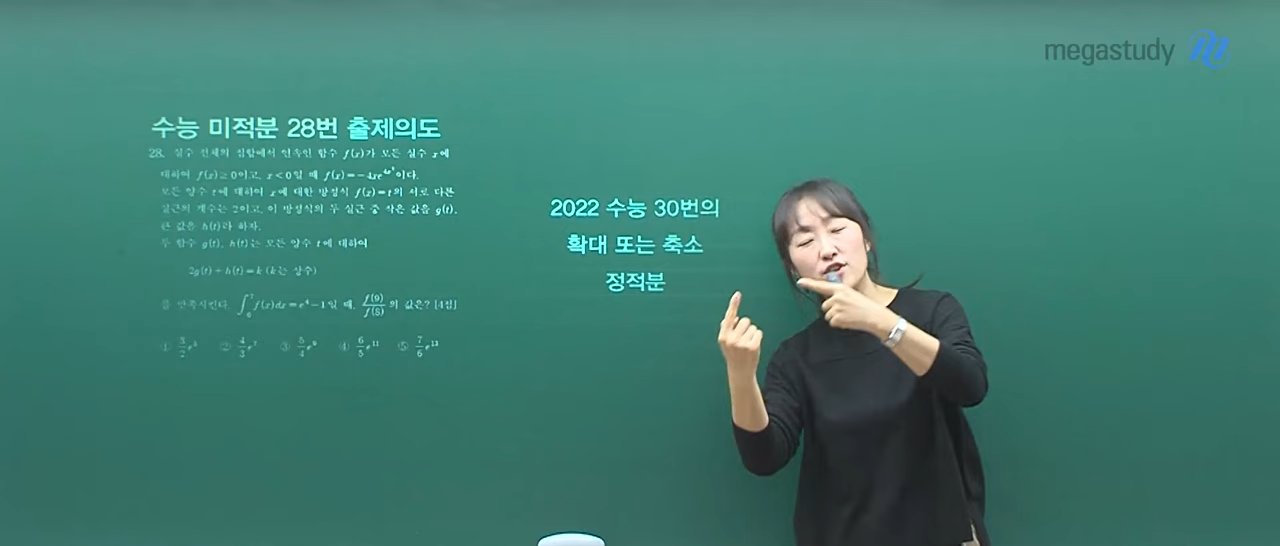 megastudy
수능 미적분 28번 출제의도
28. 실수 전체의 집합에서 연속인 함수 f(x)가 모든 실수 x에
대하여 f(x)≥0이고, x<0일 때 f(x)=-4xe^{4x²}이다.
모든 양수 t에 대하여 x에 대한 방정식 f(x)=t의 서로 다른
실근의 개수는 2이고, 이 방정식의 두 실근 중 작은 값을 g(t),
큰 값을 h(t)라 하자.
두 함수 g(t), h(t)는 모든 양수 t에 대하여
2g(t)+h(t)=k (k는 상수)
를 만족시킨다. ∫_0^7 f(x)dx=e^4-1일 때, f(9)/f(8)의 값은? [4점]
① 3/2 e^5 ② 4/3 e^7 ③ 5/4 e^9 ④ 6/5 e^11 ⑤ 7/6 e^13
2022 수능 30번의
확대 또는 축소
정적분